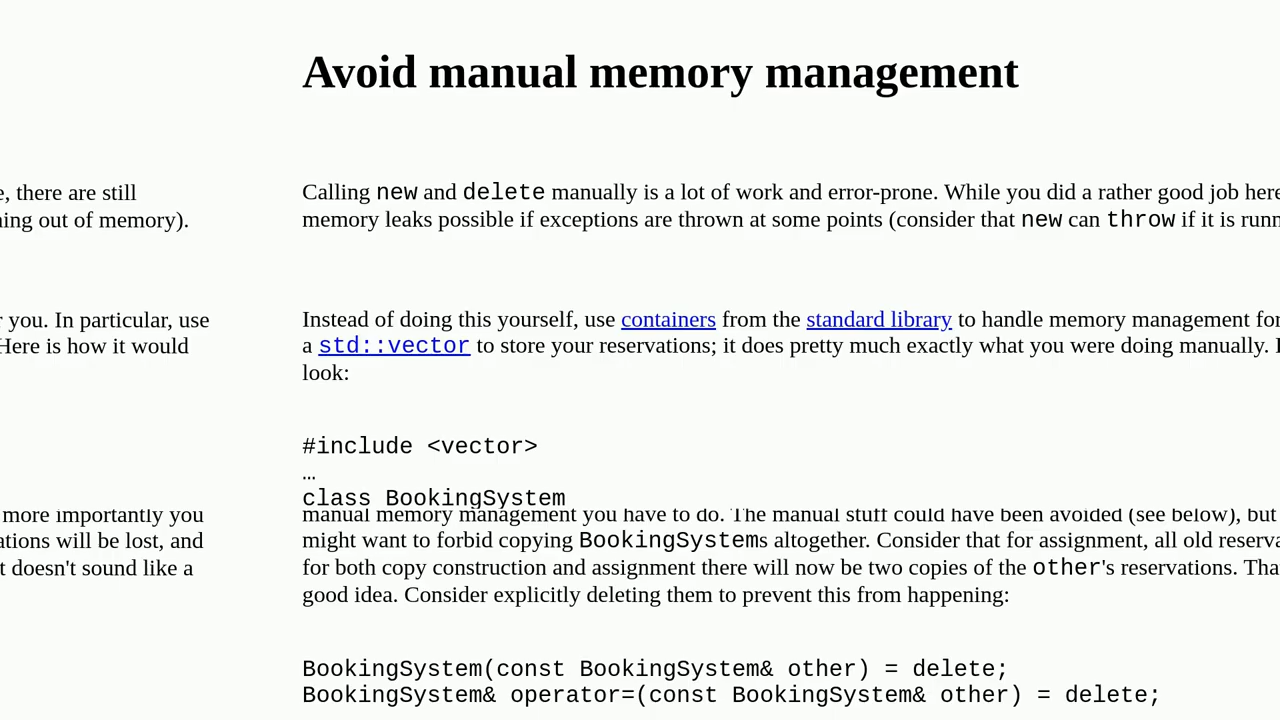 Avoid manual memory management
e, there are still
ning out of memory).
Calling new and delete manually is a lot of work and error-prone. While you did a rather good job here
memory leaks possible if exceptions are thrown at some points (consider that new can throw if it is runn
r you. In particular, use
Here is how it would
Instead of doing this yourself, use containers from the standard library to handle memory management for
a std::vector to store your reservations; it does pretty much exactly what you were doing manually. H
look:
#include <vector>
…
class BookingSystem
more importantly you
ations will be lost, and
t doesn't sound like a
manual memory management you have to do. The manual stuff could have been avoided (see below), but
might want to forbid copying BookingSystems altogether. Consider that for assignment, all old reserva
for both copy construction and assignment there will now be two copies of the other's reservations. Tha
good idea. Consider explicitly deleting them to prevent this from happening:
BookingSystem(const BookingSystem& other) = delete;
BookingSystem& operator=(const BookingSystem& other) = delete;